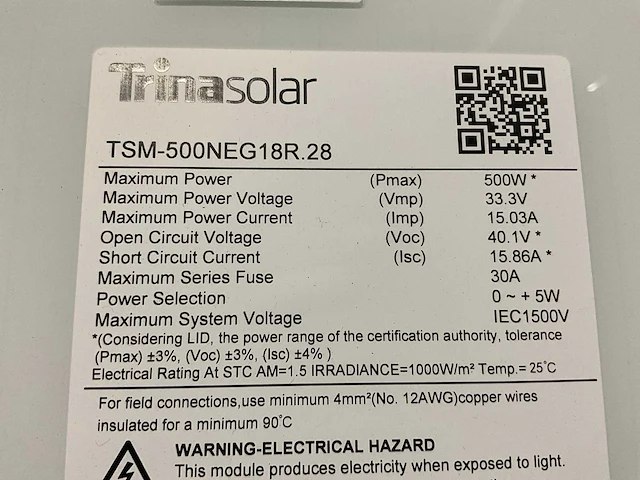 Trinasolar
TSM-500NEG18R.28
Maximum Power (Pmax) 500W *
Maximum Power Voltage (Vmp) 33.3V
Maximum Power Current (Imp) 15.03A
Open Circuit Voltage (Voc) 40.1V *
Short Circuit Current (Isc) 15.86A *
Maximum Series Fuse 30A
Power Selection 0 ~ + 5W
Maximum System Voltage IEC1500V
*(Considering LID, the power range of the certification authority, tolerance
(Pmax) ±3%, (Voc) ±3%, (Isc) ±4% )
Electrical Rating At STC AM=1.5 IRRADIANCE=1000W/m² Temp.= 25°C
For field connections,use minimum 4mm²(No. 12AWG)copper wires
insulated for a minimum 90°C
WARNING-ELECTRICAL HAZARD
This module produces electricity when exposed to light.